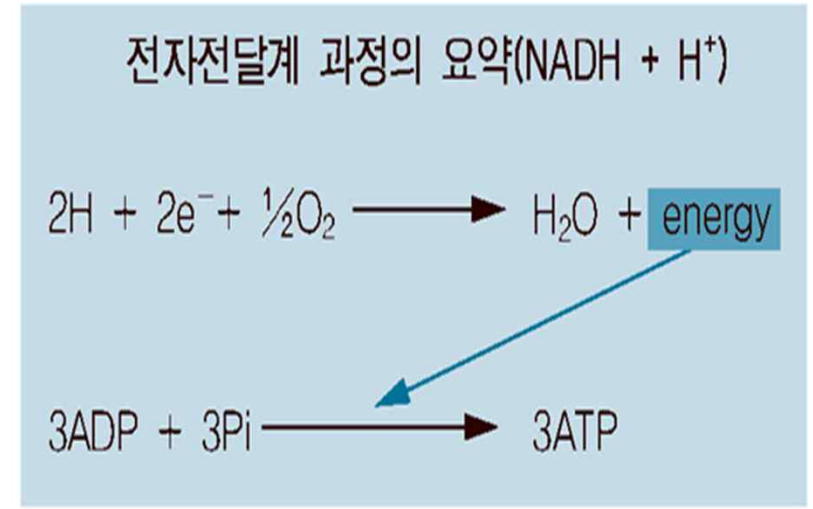 전자전달계 과정의 요약(NADH + H⁺)
2H + 2e⁻+ ½O₂ → H₂O + energy
3ADP + 3Pi → 3ATP